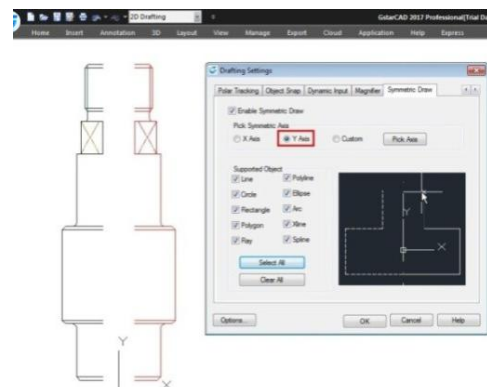 2D Drafting
GstarCAD 2017 Professional(Trial Da
Home Insert Annotation 3D Layout View Manage Export Cloud Application Help Express
Drafting Settings
Polar Tracking Object Snap Dynamic Input Magnifier Symmetric Draw
Enable Symmetric Draw
Pick Symmetric Axis
X Axis Y Axis Custom Pick Axis
Supported Object
Line Polyline
Circle Ellipse
Rectangle Arc
Polygon Xline
Ray Spline
Select All
Clear All
Y
X
Options... OK Cancel Help
Y
X